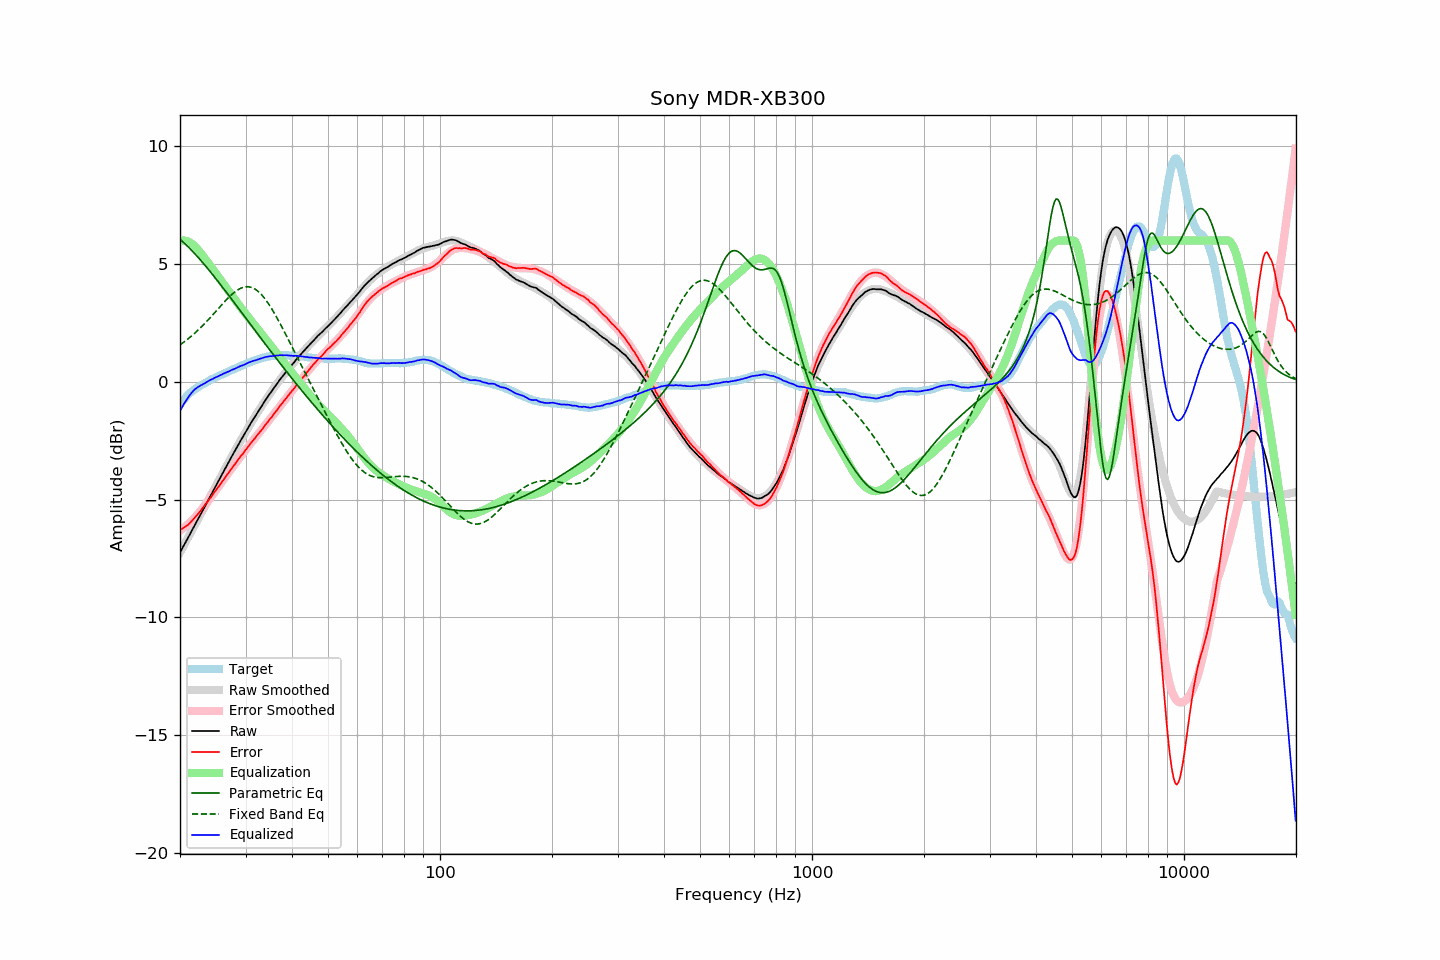 Sony MDR-XB300
10
5
0
−5
−10
−15
−20
Amplitude (dBr)
Target
Raw Smoothed
Error Smoothed
Raw
Error
Equalization
Parametric Eq
Fixed Band Eq
Equalized
100
1000
10000
Frequency (Hz)